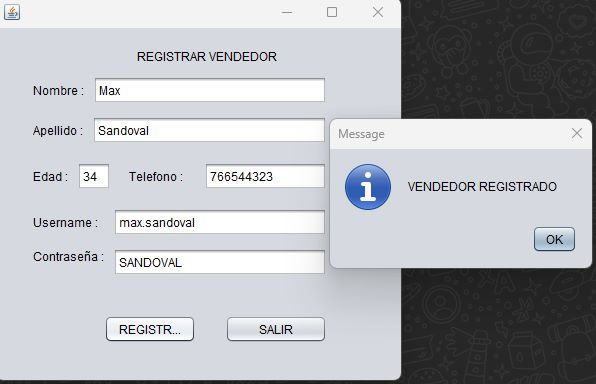 REGISTRAR VENDEDOR
Nombre : Max
Apellido : Sandoval
Edad : 34 Telefono : 766544323
Username : max.sandoval
Contraseña : SANDOVAL
REGISTR... SALIR
Message
VENDEDOR REGISTRADO
OK